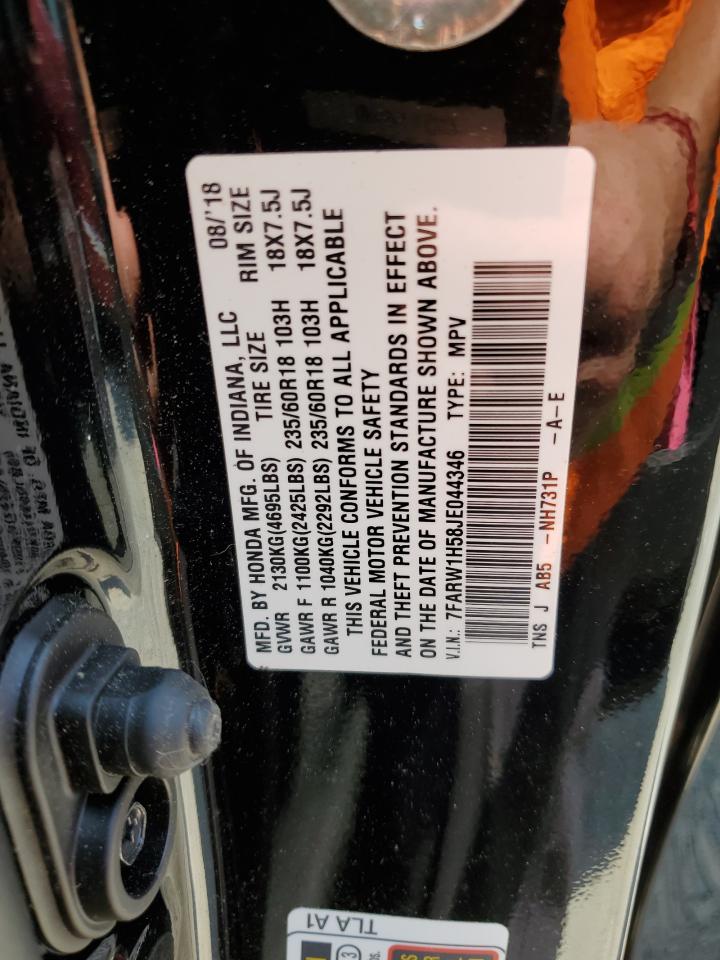 MFD. BY HONDA MFG. OF INDIANA, LLC 08/'18
GVWR 2130KG(4695LBS) TIRE SIZE RIM SIZE
GAWR F 1100KG(2425LBS) 235/60R18 103H 18X7.5J
GAWR R 1040KG(2292LBS) 235/60R18 103H 18X7.5J
THIS VEHICLE CONFORMS TO ALL APPLICABLE
FEDERAL MOTOR VEHICLE SAFETY
AND THEFT PREVENTION STANDARDS IN EFFECT
ON THE DATE OF MANUFACTURE SHOWN ABOVE.
V.I.N.: 7FARW1H58JE044346 TYPE: MPV
TNS J AB5 -NH731P -A-E
TLA A1
3